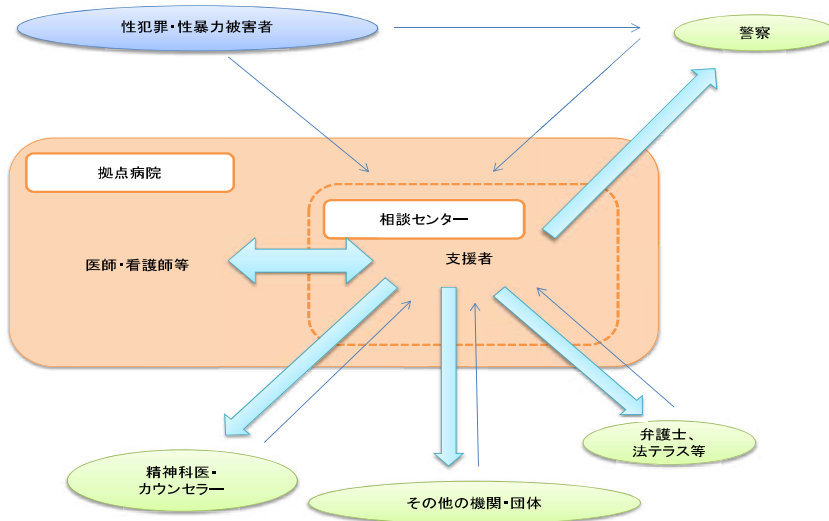 性犯罪・性暴力被害者
警察
拠点病院
相談センター
医師・看護師等
支援者
弁護士、
法テラス等
精神科医・
カウンセラー
その他の機関・団体